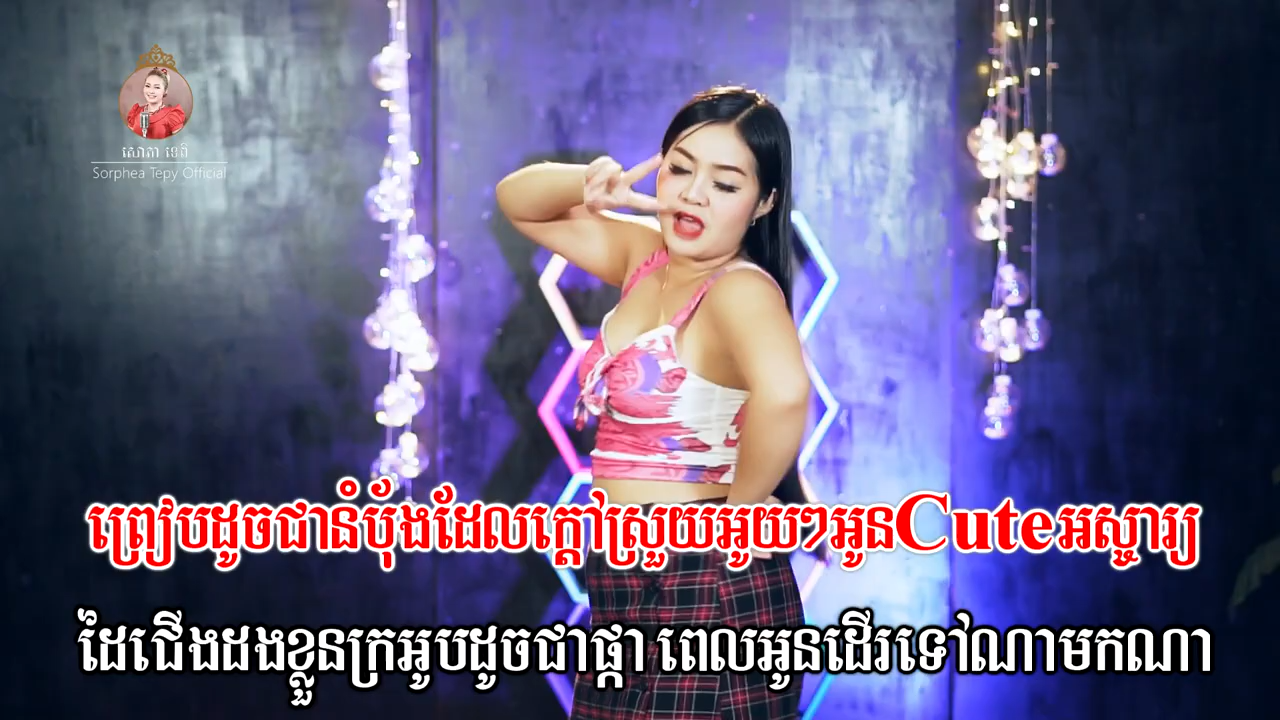 សោភា ទេពី
Sorphea Tepy Official
ព្រៀបដូចជានំប៉័ងដែលក្ដៅស្រួយអូយៗអូនCuteអស្ចារ្យ
ដៃជើងដងខ្លួនក្រអូបដូចជាផ្កា ពេលអូនដើរទៅណាមកណា